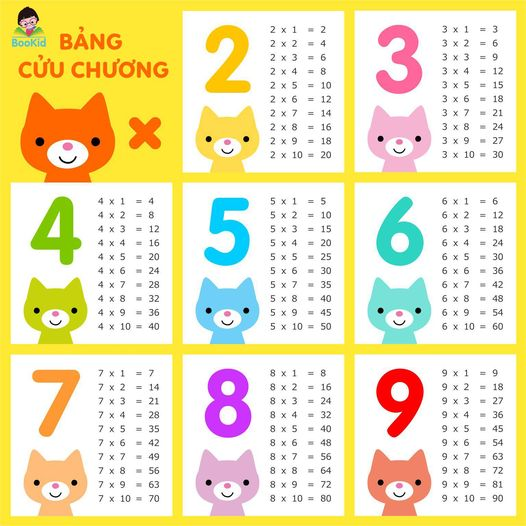 BooKid
BẢNG
CỬU CHƯƠNG
x
2
2 x 1 = 2
2 x 2 = 4
2 x 3 = 6
2 x 4 = 8
2 x 5 = 10
2 x 6 = 12
2 x 7 = 14
2 x 8 = 16
2 x 9 = 18
2 x 10 = 20
3
3 x 1 = 3
3 x 2 = 6
3 x 3 = 9
3 x 4 = 12
3 x 5 = 15
3 x 6 = 18
3 x 7 = 21
3 x 8 = 24
3 x 9 = 27
3 x 10 = 30
4
4 x 1 = 4
4 x 2 = 8
4 x 3 = 12
4 x 4 = 16
4 x 5 = 20
4 x 6 = 24
4 x 7 = 28
4 x 8 = 32
4 x 9 = 36
4 x 10 = 40
5
5 x 1 = 5
5 x 2 = 10
5 x 3 = 15
5 x 4 = 20
5 x 5 = 25
5 x 6 = 30
5 x 7 = 35
5 x 8 = 40
5 x 9 = 45
5 x 10 = 50
6
6 x 1 = 6
6 x 2 = 12
6 x 3 = 18
6 x 4 = 24
6 x 5 = 30
6 x 6 = 36
6 x 7 = 42
6 x 8 = 48
6 x 9 = 54
6 x 10 = 60
7
7 x 1 = 7
7 x 2 = 14
7 x 3 = 21
7 x 4 = 28
7 x 5 = 35
7 x 6 = 42
7 x 7 = 49
7 x 8 = 56
7 x 9 = 63
7 x 10 = 70
8
8 x 1 = 8
8 x 2 = 16
8 x 3 = 24
8 x 4 = 32
8 x 5 = 40
8 x 6 = 48
8 x 7 = 56
8 x 8 = 64
8 x 9 = 72
8 x 10 = 80
9
9 x 1 = 9
9 x 2 = 18
9 x 3 = 27
9 x 4 = 36
9 x 5 = 45
9 x 6 = 54
9 x 7 = 63
9 x 8 = 72
9 x 9 = 81
9 x 10 = 90